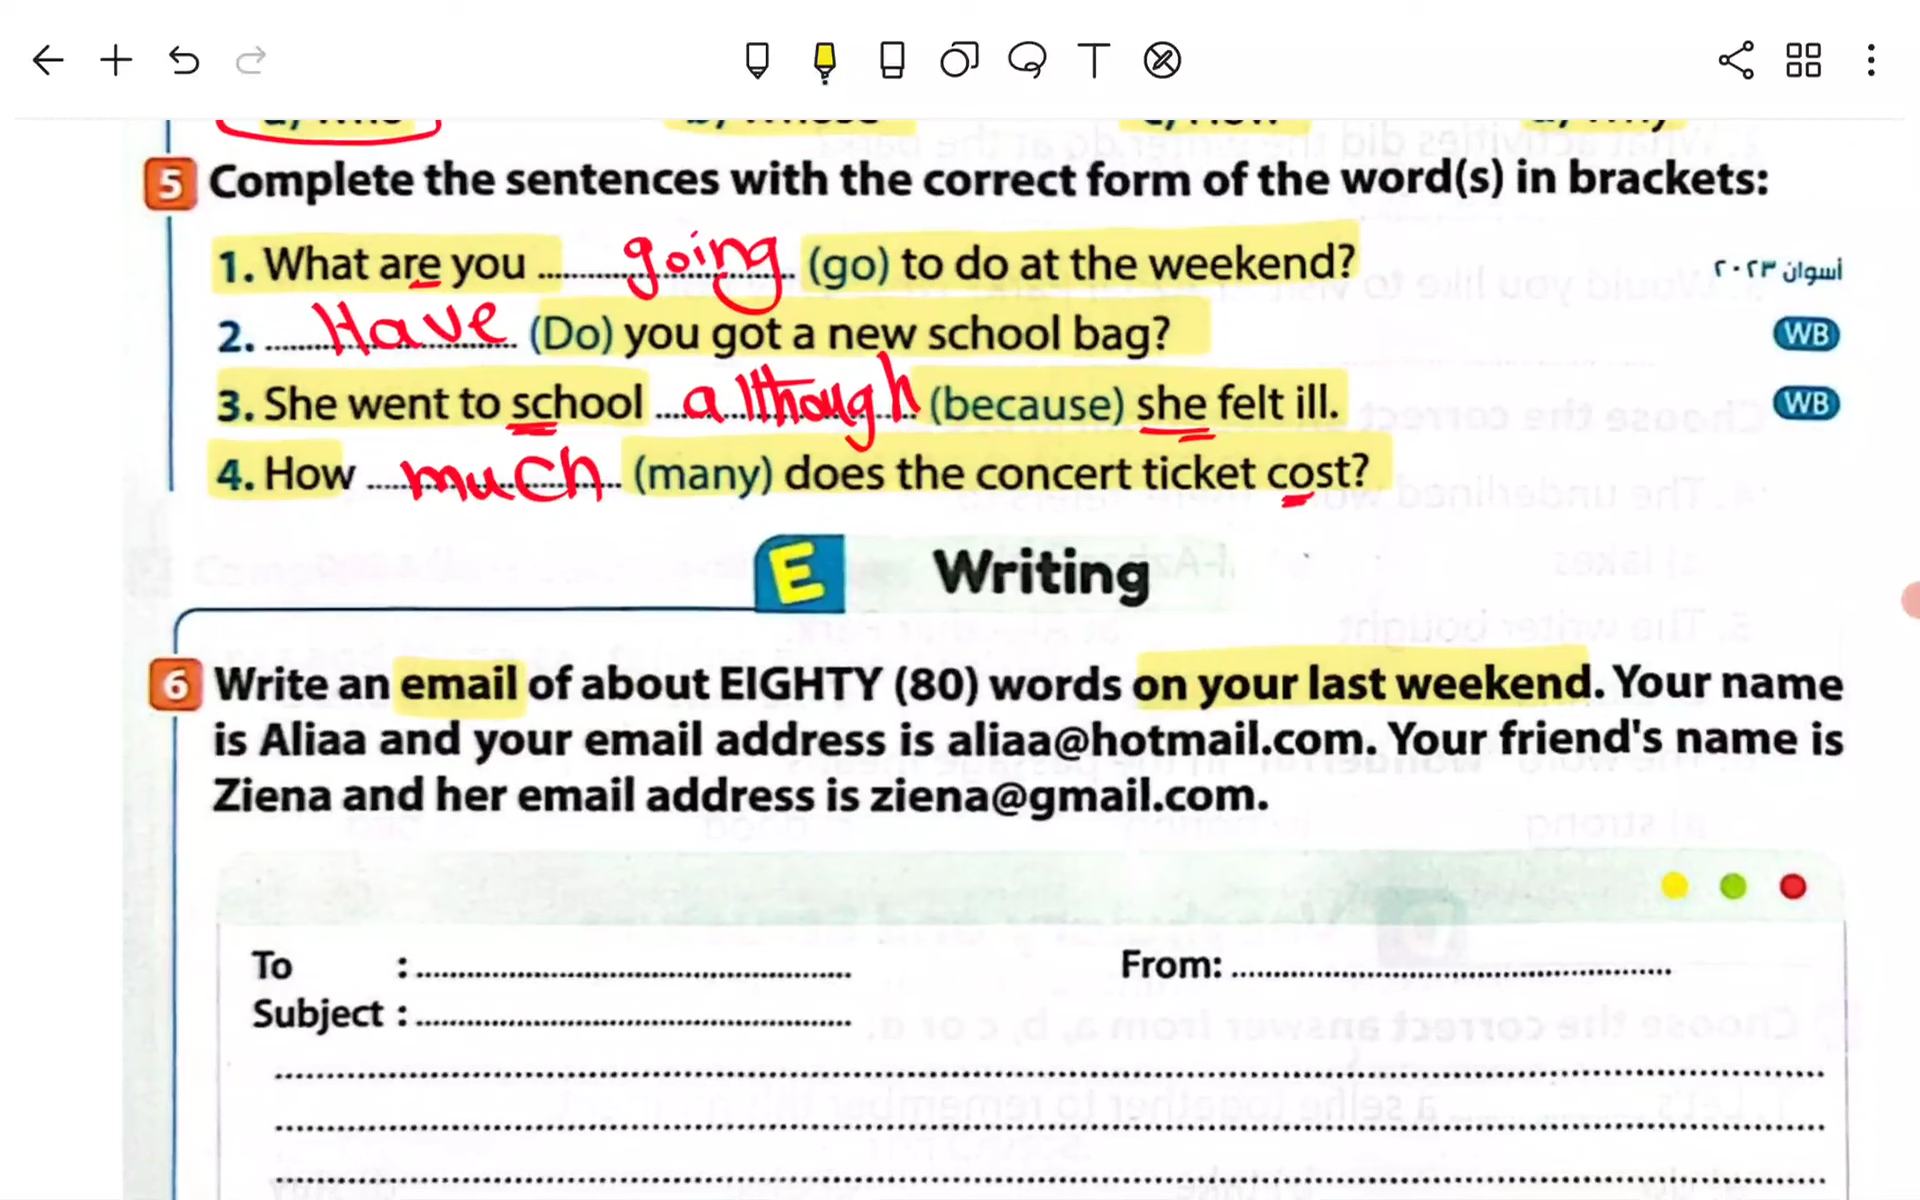 5 Complete the sentences with the correct form of the word(s) in brackets:
1. What are you going (go) to do at the weekend? أسوان ٢٠٢٣
2. Have (Do) you got a new school bag? WB
3. She went to school although (because) she felt ill. WB
4. How much (many) does the concert ticket cost?
E Writing
6 Write an email of about EIGHTY (80) words on your last weekend. Your name
is Aliaa and your email address is aliaa@hotmail.com. Your friend's name is
Ziena and her email address is ziena@gmail.com.
To : From:
Subject :